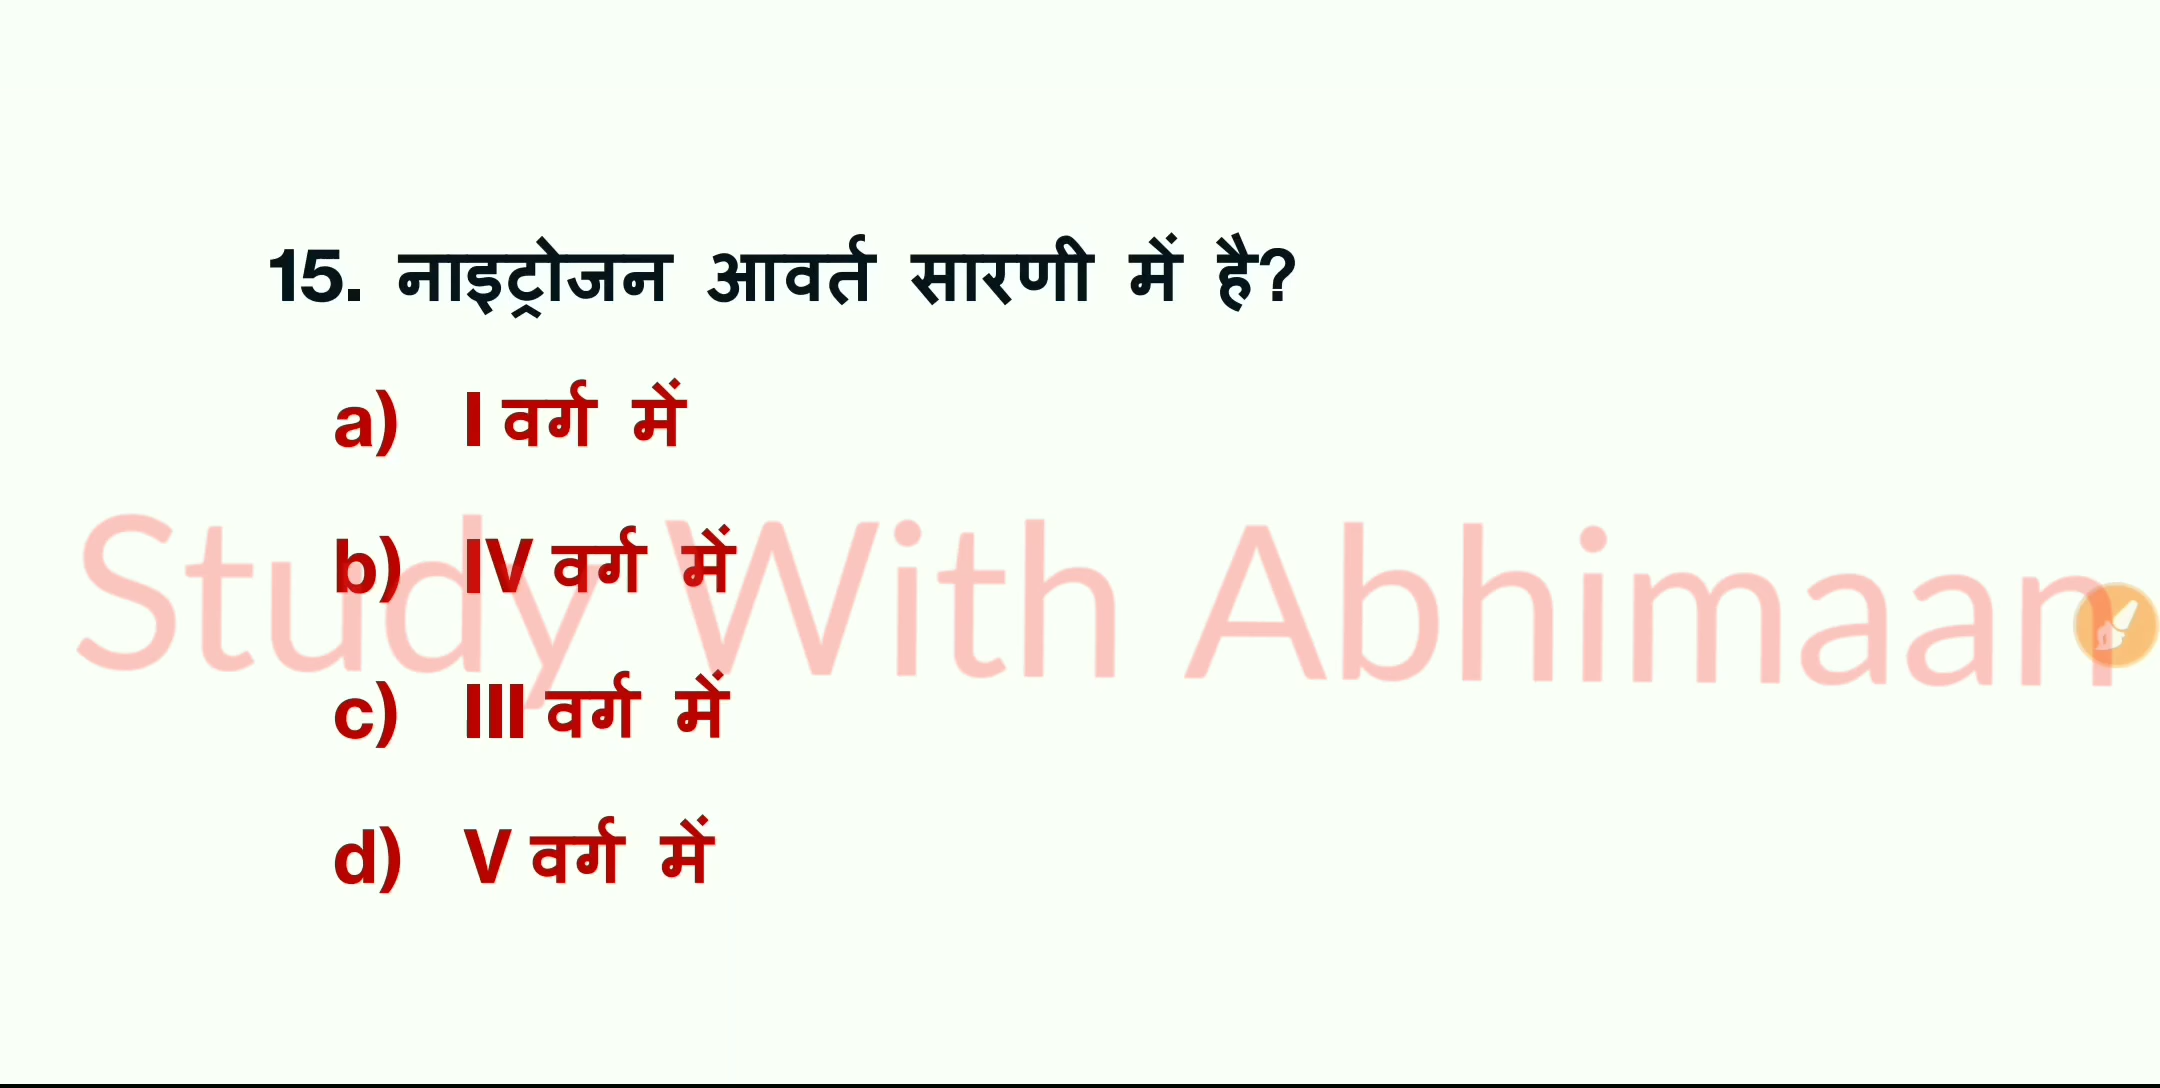 15. नाइट्रोजन आवर्त सारणी में है?
a) I वर्ग में
b) IV वर्ग में
Study With Abhimaan
c) III वर्ग में
d) V वर्ग में